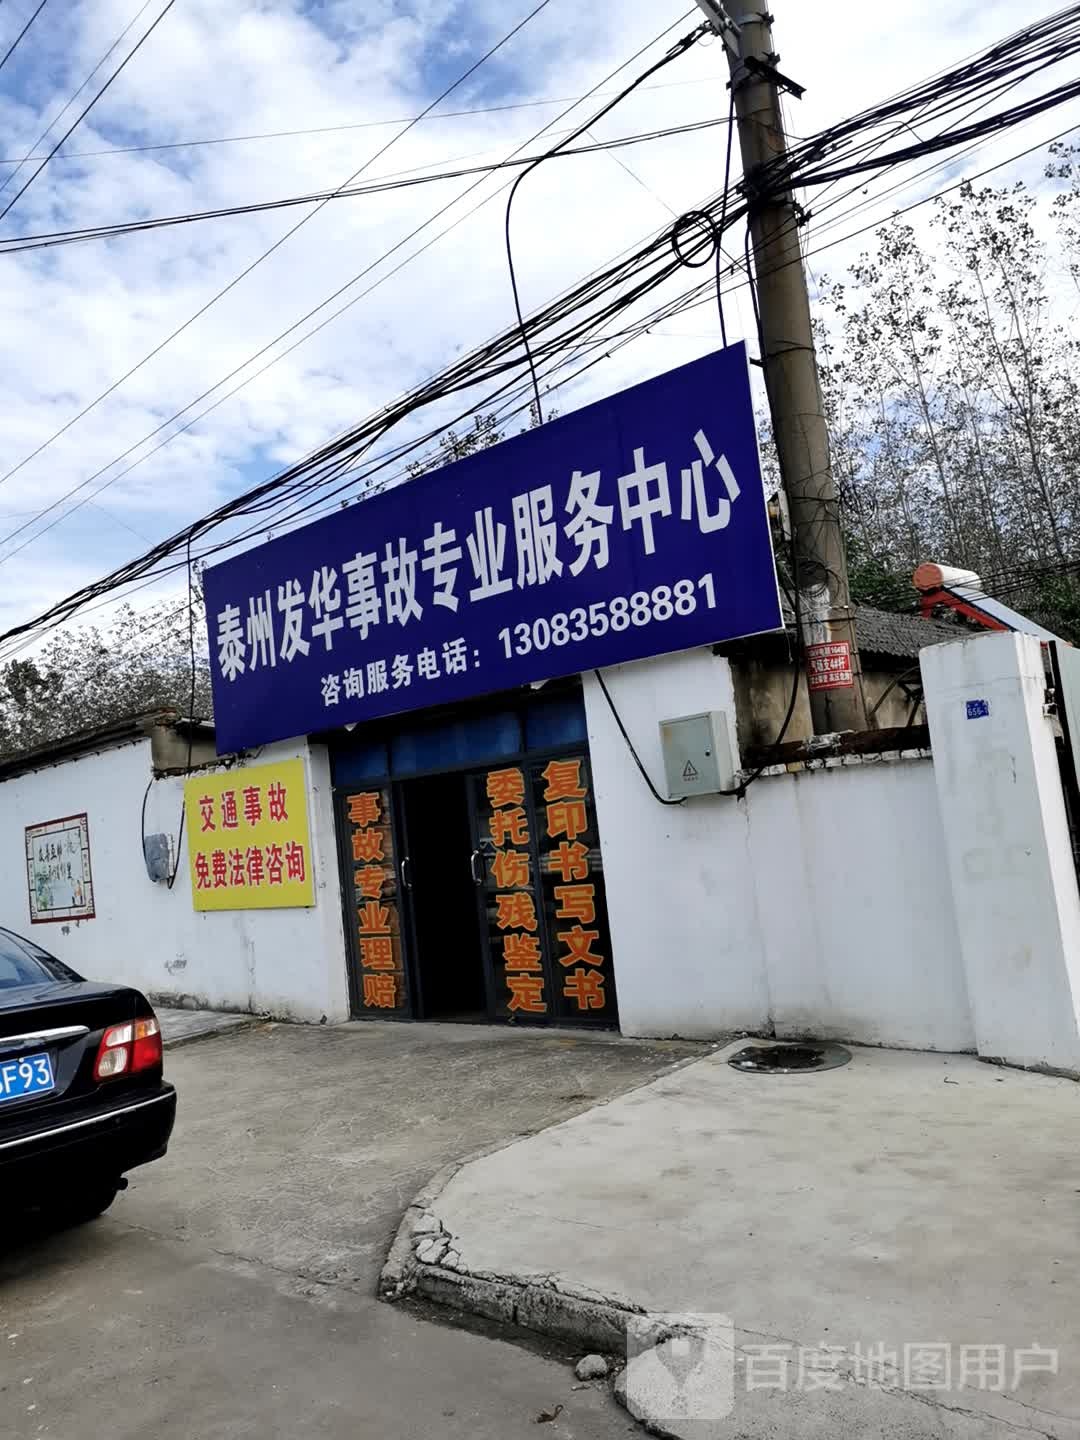 泰州发华事故专业服务中心
咨询服务电话：13083588881
交通事故
免费法律咨询
事故专业理赔
委托伤残鉴定
复印书写文书
656-
F93
百度地图用户